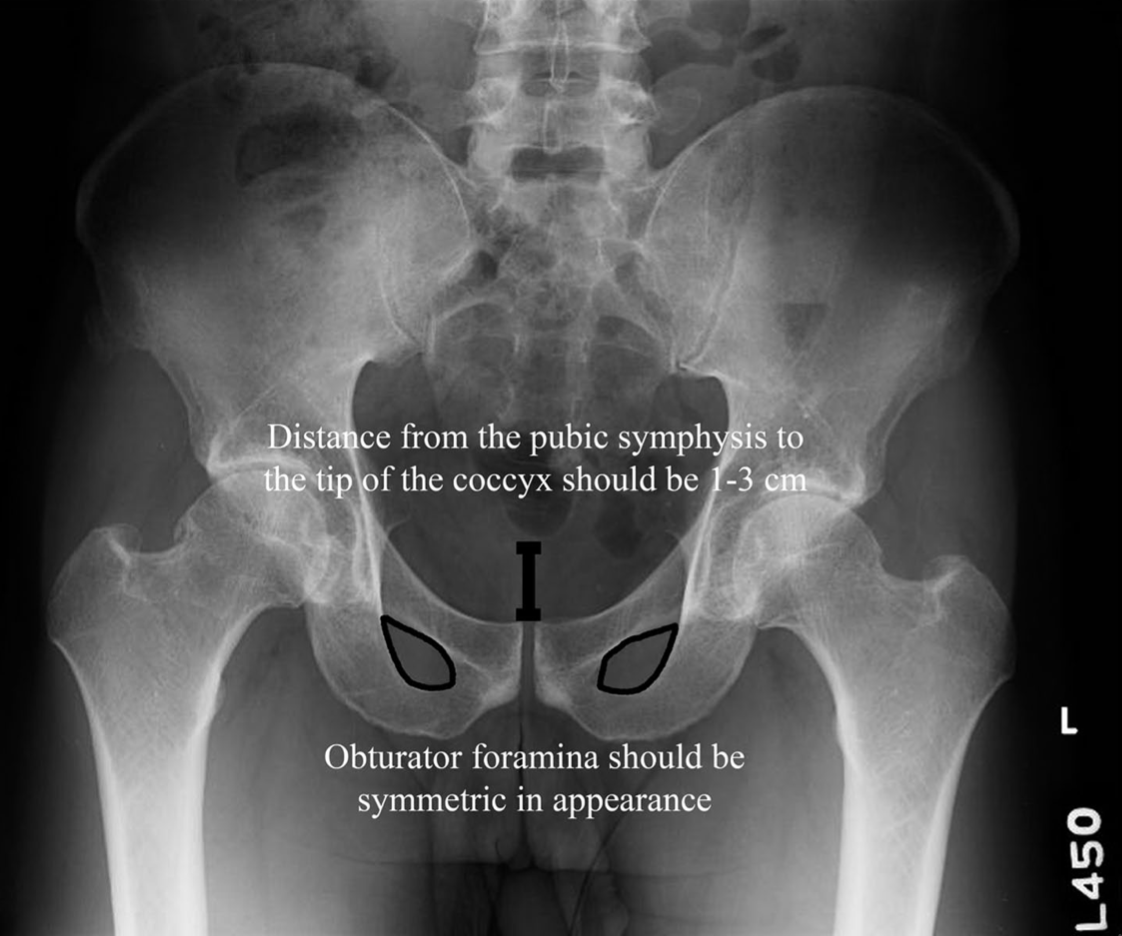 Distance from the pubic symphysis to
the tip of the coccyx should be 1-3 cm
Obturator foramina should be
symmetric in appearance
L
L450